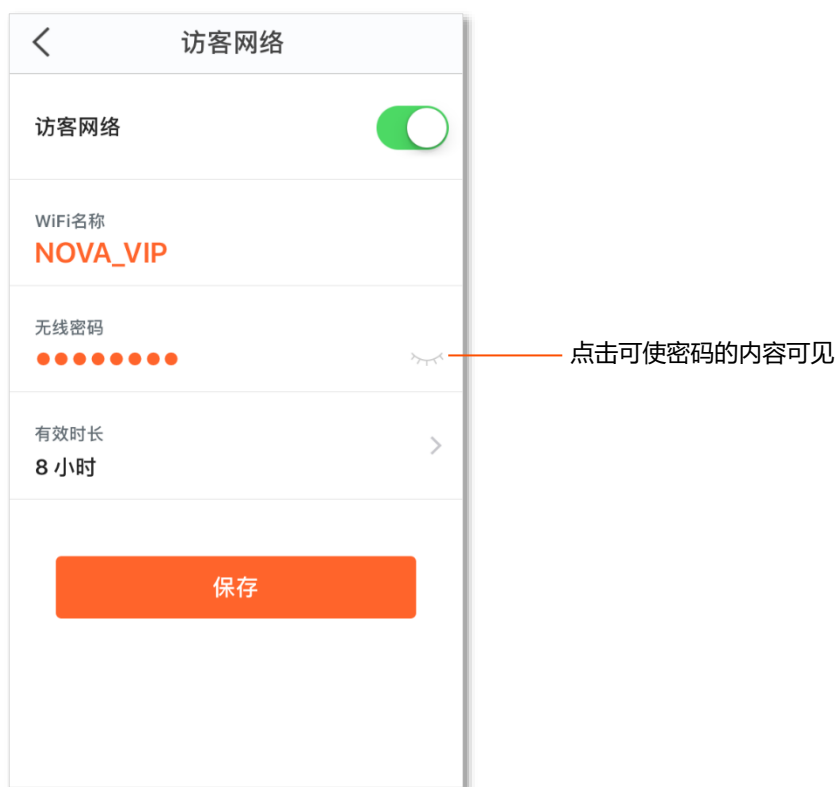 访客网络
访客网络
WiFi名称
NOVA_VIP
无线密码
点击可使密码的内容可见
有效时长
8 小时
保存